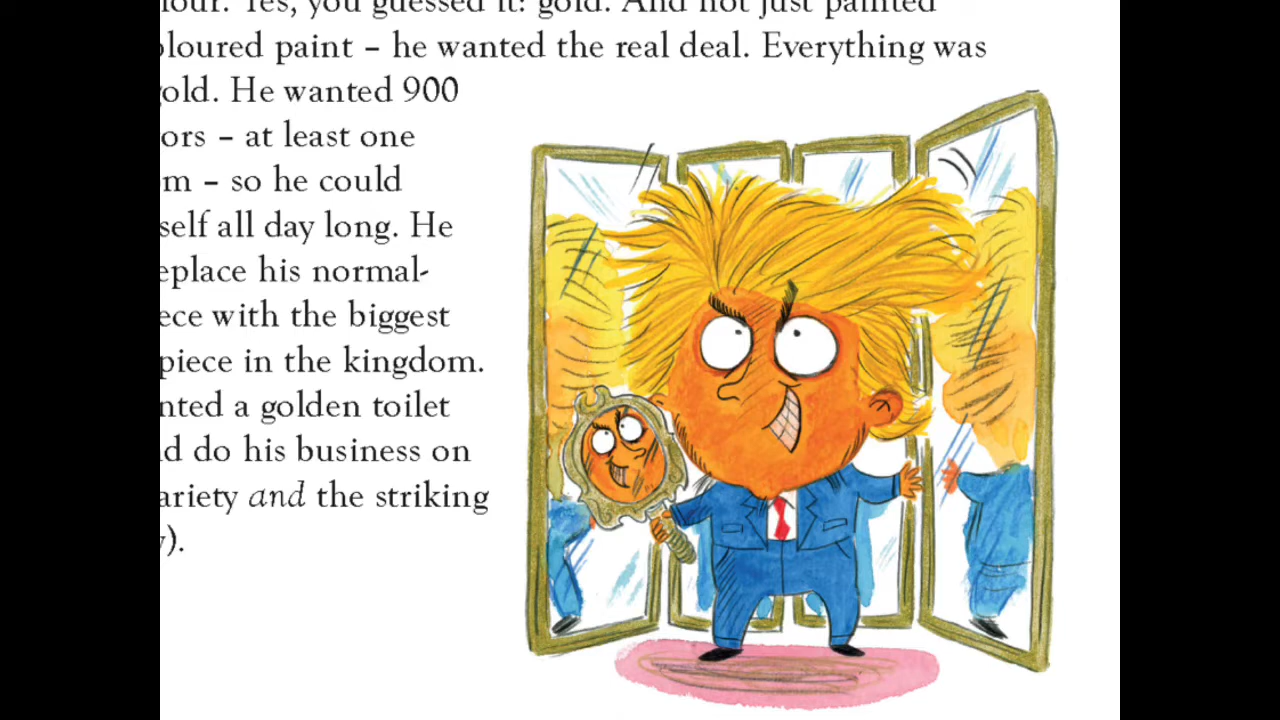 lour. Yes, you guessed it: gold. And not just painted
oloured paint – he wanted the real deal. Everything was
gold. He wanted 900
ors – at least one
m – so he could
self all day long. He
eplace his normal-
ece with the biggest
piece in the kingdom.
nted a golden toilet
d do his business on
ariety and the striking
).